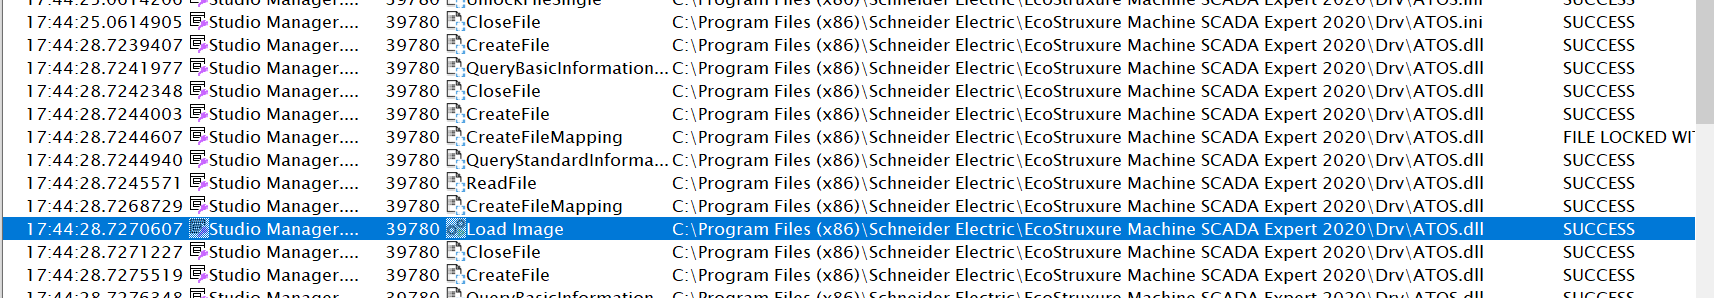 17:44:25.0614905 Studio Manager.... 39780 CloseFile C:\Program Files (x86)\Schneider Electric\EcoStruxure Machine SCADA Expert 2020\Drv\ATOS.ini SUCCESS
17:44:28.7239407 Studio Manager.... 39780 CreateFile C:\Program Files (x86)\Schneider Electric\EcoStruxure Machine SCADA Expert 2020\Drv\ATOS.dll SUCCESS
17:44:28.7241977 Studio Manager.... 39780 QueryBasicInformation... C:\Program Files (x86)\Schneider Electric\EcoStruxure Machine SCADA Expert 2020\Drv\ATOS.dll SUCCESS
17:44:28.7242348 Studio Manager.... 39780 CloseFile C:\Program Files (x86)\Schneider Electric\EcoStruxure Machine SCADA Expert 2020\Drv\ATOS.dll SUCCESS
17:44:28.7244003 Studio Manager.... 39780 CreateFile C:\Program Files (x86)\Schneider Electric\EcoStruxure Machine SCADA Expert 2020\Drv\ATOS.dll SUCCESS
17:44:28.7244607 Studio Manager.... 39780 CreateFileMapping C:\Program Files (x86)\Schneider Electric\EcoStruxure Machine SCADA Expert 2020\Drv\ATOS.dll FILE LOCKED WI
17:44:28.7244940 Studio Manager.... 39780 QueryStandardInforma... C:\Program Files (x86)\Schneider Electric\EcoStruxure Machine SCADA Expert 2020\Drv\ATOS.dll SUCCESS
17:44:28.7245571 Studio Manager.... 39780 ReadFile C:\Program Files (x86)\Schneider Electric\EcoStruxure Machine SCADA Expert 2020\Drv\ATOS.dll SUCCESS
17:44:28.7268729 Studio Manager.... 39780 CreateFileMapping C:\Program Files (x86)\Schneider Electric\EcoStruxure Machine SCADA Expert 2020\Drv\ATOS.dll SUCCESS
17:44:28.7270607 Studio Manager.... 39780 Load Image C:\Program Files (x86)\Schneider Electric\EcoStruxure Machine SCADA Expert 2020\Drv\ATOS.dll SUCCESS
17:44:28.7271227 Studio Manager.... 39780 CloseFile C:\Program Files (x86)\Schneider Electric\EcoStruxure Machine SCADA Expert 2020\Drv\ATOS.dll SUCCESS
17:44:28.7275519 Studio Manager.... 39780 CreateFile C:\Program Files (x86)\Schneider Electric\EcoStruxure Machine SCADA Expert 2020\Drv\ATOS.dll SUCCESS